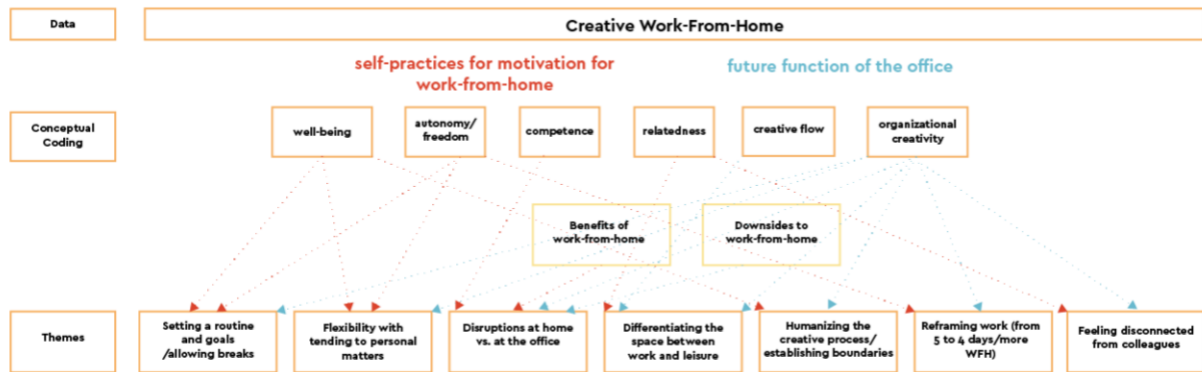 Data
Creative Work-From-Home
self-practices for motivation for
work-from-home
future function of the office
Conceptual
Coding
well-being
autonomy/
freedom
competence
relatedness
creative flow
organizational
creativity
Benefits of
work-from-home
Downsides to
work-from-home
Themes
Setting a routine
and goals
/allowing breaks
Flexibility with
tending to personal
matters
Disruptions at home
vs. at the office
Differentiating the
space between
work and leisure
Humanizing the
creative process/
establishing boundaries
Reframing work (from
5 to 4 days/more
WFH)
Feeling disconnected
from colleagues